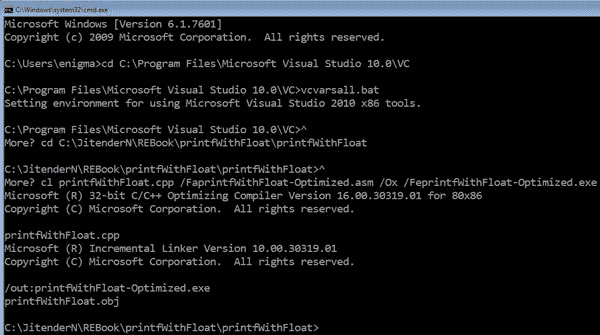 C:\Windows\system32\cmd.exe
Microsoft Windows [Version 6.1.7601]
Copyright (c) 2009 Microsoft Corporation.  All rights reserved.
C:\Users\enigma>cd C:\Program Files\Microsoft Visual Studio 10.0\VC
C:\Program Files\Microsoft Visual Studio 10.0\VC>vcvarsall.bat
Setting environment for using Microsoft Visual Studio 2010 x86 tools.
C:\Program Files\Microsoft Visual Studio 10.0\VC>^
More? cd C:\JitenderN\REBook\printfWithFloat\printfWithFloat
C:\JitenderN\REBook\printfWithFloat\printfWithFloat>^
More? cl printfWithFloat.cpp /FaprintfWithFloat-Optimized.asm /Ox /FeprintfWithFloat-Optimized.exe
Microsoft (R) 32-bit C/C++ Optimizing Compiler Version 16.00.30319.01 for 80x86
Copyright (C) Microsoft Corporation.  All rights reserved.
printfWithFloat.cpp
Microsoft (R) Incremental Linker Version 10.00.30319.01
Copyright (C) Microsoft Corporation.  All rights reserved.
/out:printfWithFloat-Optimized.exe
printfWithFloat.obj
C:\JitenderN\REBook\printfWithFloat\printfWithFloat>